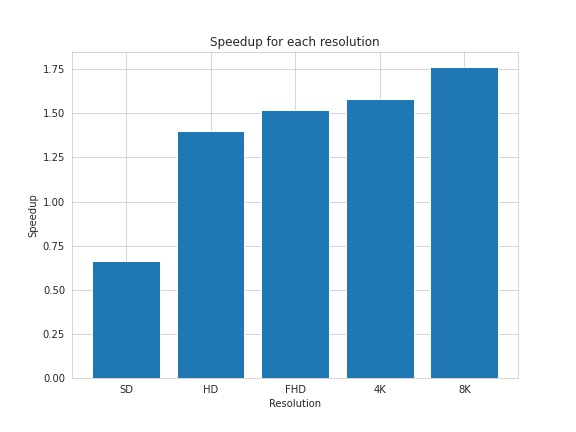 Speedup for each resolution
1.75
1.50
1.25
1.00
0.75
0.50
0.25
0.00
Speedup
SD HD FHD 4K 8K
Resolution